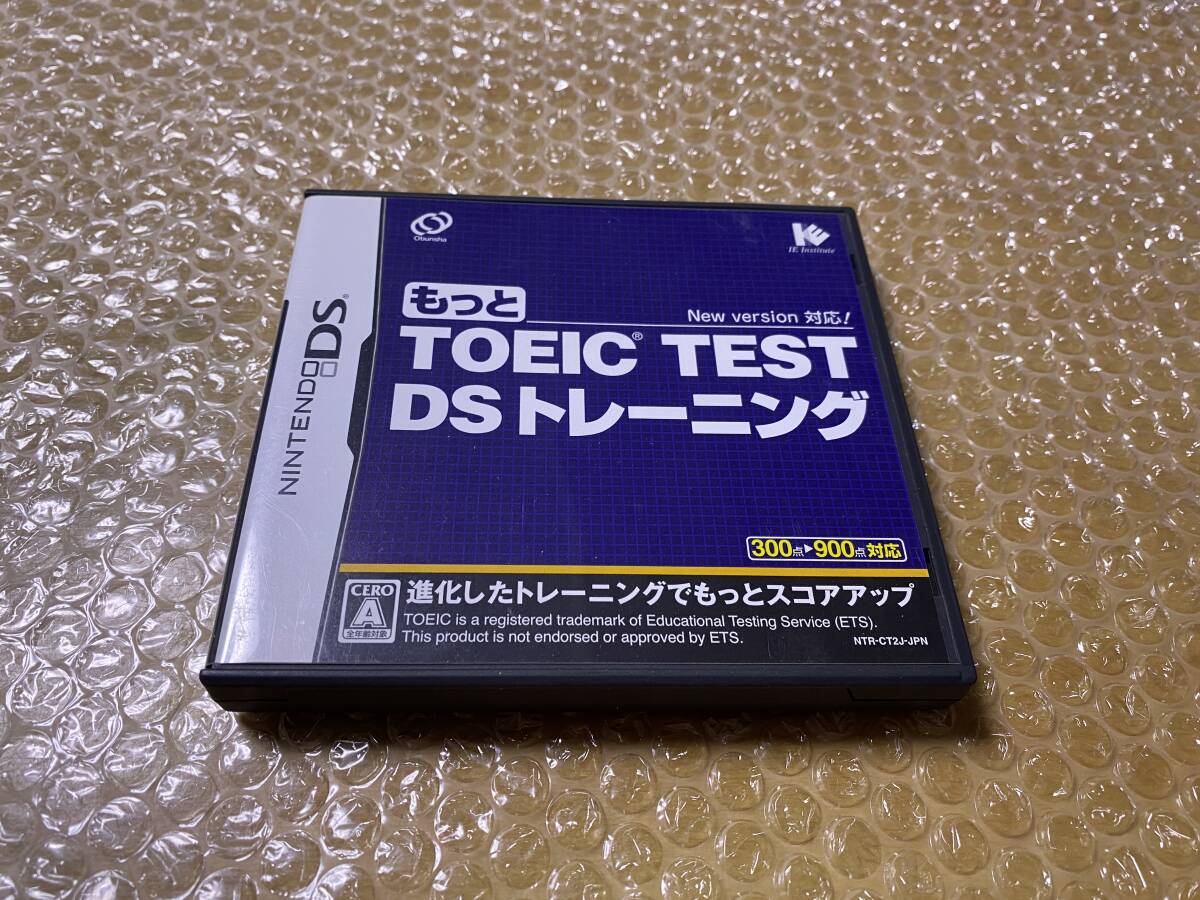 NINTENDO DS®
Obunsha
IE Institute
もっと
New version 対応!
TOEIC® TEST
DSトレーニング
300点▶900点対応
CERO
A
全年齢対象
進化したトレーニングでもっとスコアアップ
TOEIC is a registered trademark of Educational Testing Service (ETS).
This product is not endorsed or approved by ETS.
NTR-CT2J-JPN